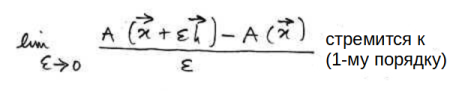 lim ε→0 (A(x⃗ + εh⃗) − A(x⃗)) / ε стремится к
(1-му порядку)